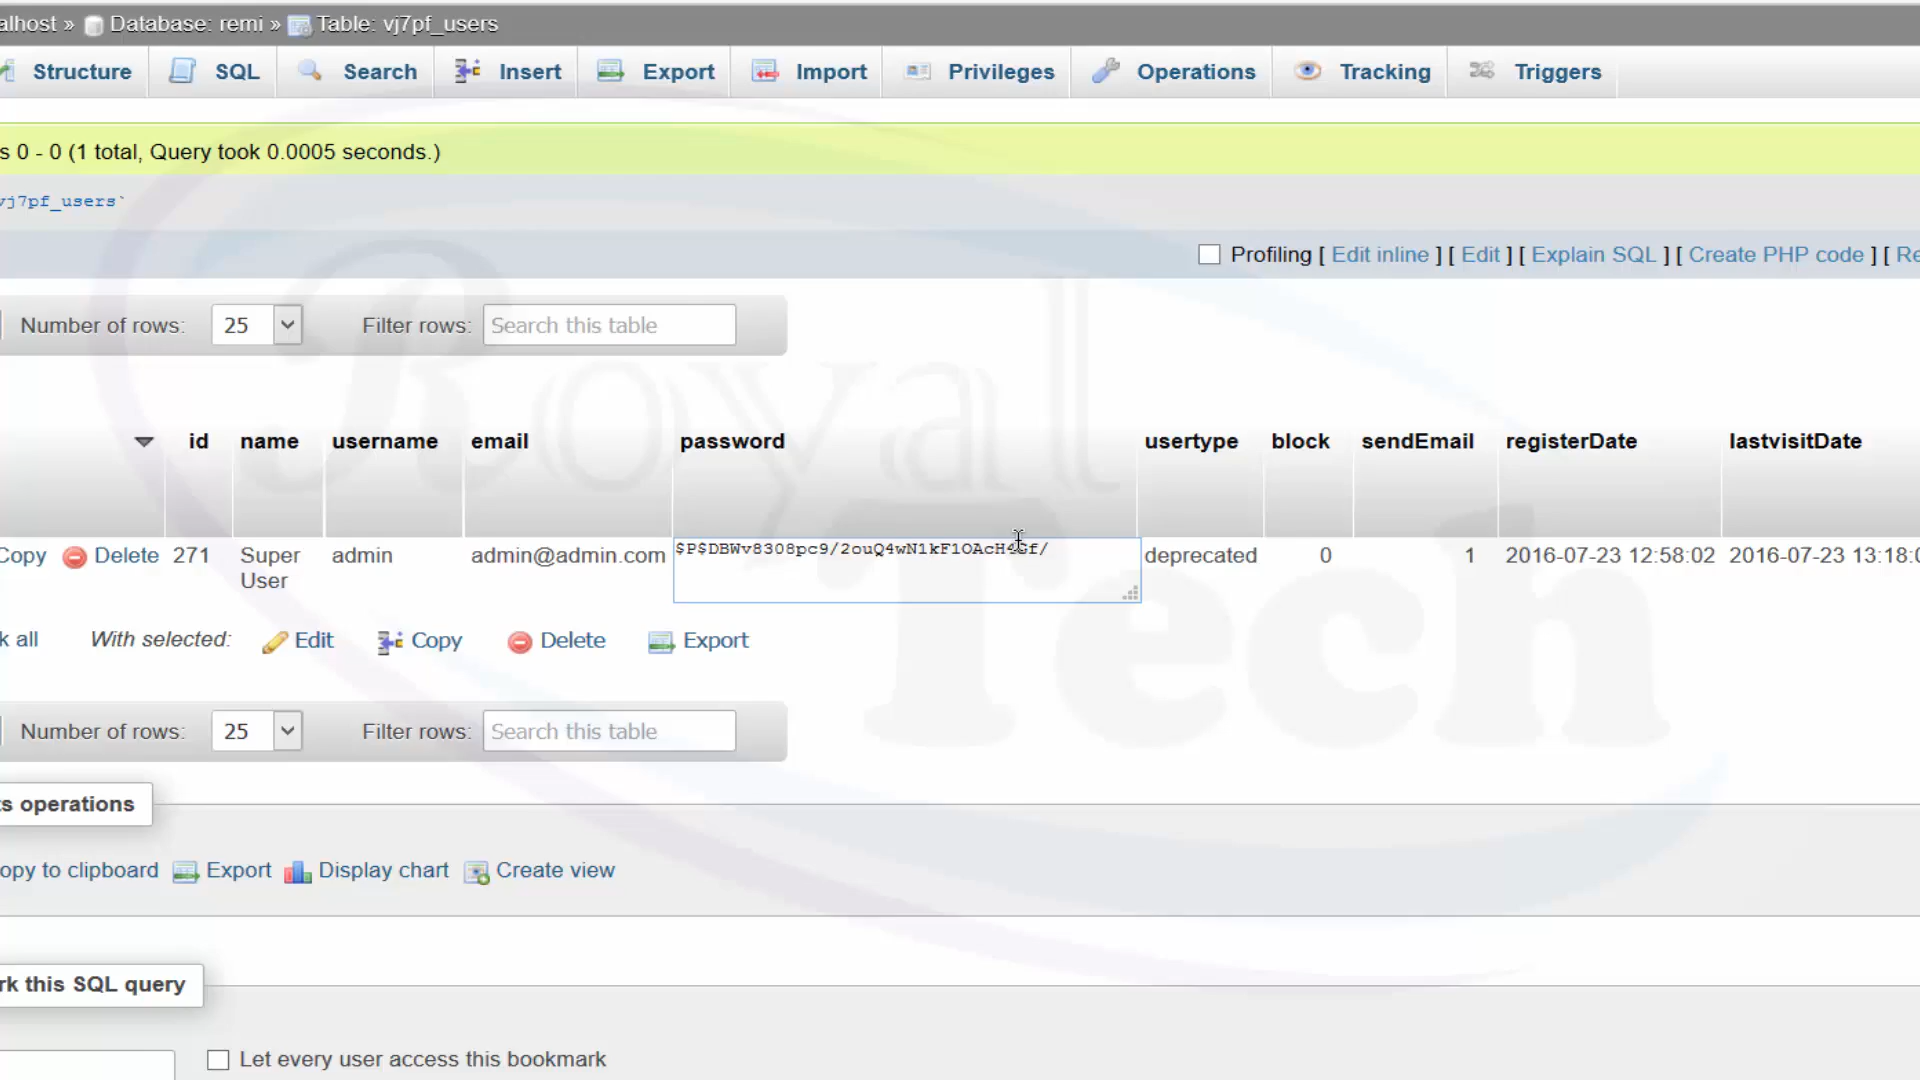 alhost » Database: remi » Table: vj7pf_users
Structure SQL Search Insert Export Import Privileges Operations Tracking Triggers
s 0 - 0 (1 total, Query took 0.0005 seconds.)
vj7pf_users`
Profiling [ Edit inline ] [ Edit ] [ Explain SQL ] [ Create PHP code ] [ Re
Number of rows: 25 Filter rows: Search this table
id name username email password usertype block sendEmail registerDate lastvisitDate
Copy Delete 271 Super User admin admin@admin.com deprecated 0 1 2016-07-23 12:58:02 2016-07-23 13:18:0
k all With selected: Edit Copy Delete Export
Number of rows: 25 Filter rows: Search this table
ts operations
opy to clipboard Export Display chart Create view
rk this SQL query
Let every user access this bookmark
Royal
Tech